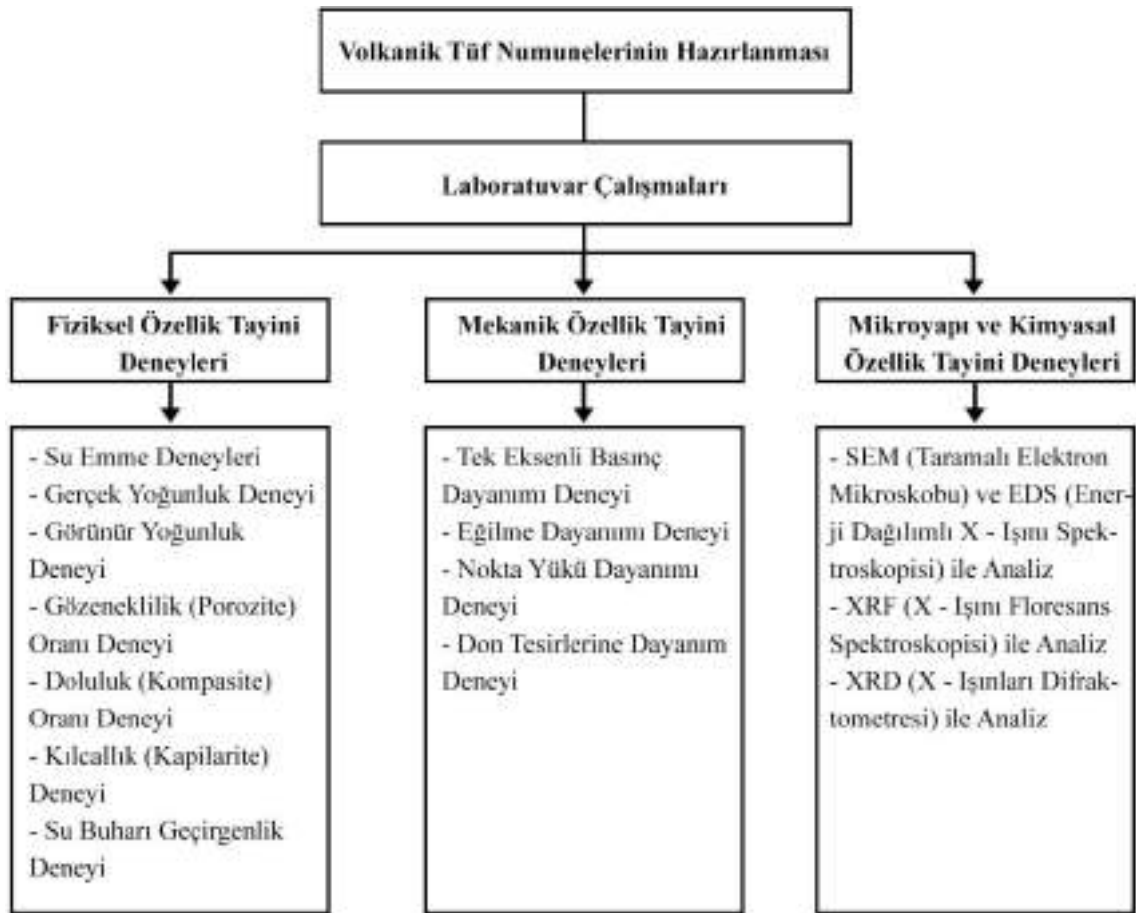 Volkanik Tüf Numunelerinin Hazırlanması
Laboratuvar Çalışmaları
Fiziksel Özellik Tayini
Deneyleri
- Su Emme Deneyleri
- Gerçek Yoğunluk Deneyi
- Görünür Yoğunluk
Deneyi
- Gözeneklilik (Porozite)
Oranı Deneyi
- Doluluk (Kompasite)
Oranı Deneyi
- Kılcallık (Kapilarite)
Deneyi
- Su Buharı Geçirgenlik
Deneyi
Mekanik Özellik Tayini
Deneyleri
- Tek Eksenli Basınç
Dayanımı Deneyi
- Eğilme Dayanımı Deneyi
- Nokta Yükü Dayanımı
Deneyi
- Don Tesirlerine Dayanım
Deneyi
Mikroyapı ve Kimyasal
Özellik Tayini Deneyleri
- SEM (Taramalı Elektron
Mikroskobu) ve EDS (Ener-
ji Dağılımlı X - Işını Spek-
troskopisi) ile Analiz
- XRF (X - Işını Floresans
Spektroskopisi) ile Analiz
- XRD (X - Işınları Difrak-
tometresi) ile Analiz